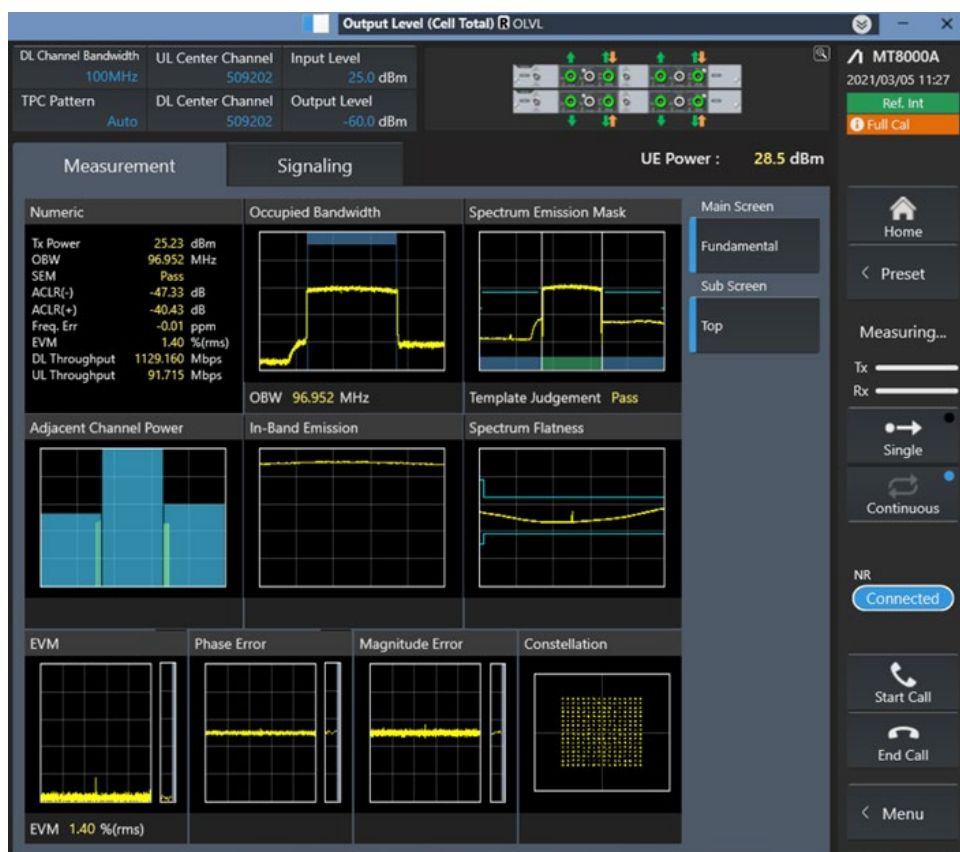 Output Level (Cell Total) R OLVL
DL Channel Bandwidth
100MHz
UL Center Channel
509202
Input Level
25.0 dBm
TPC Pattern
Auto
DL Center Channel
509202
Output Level
-60.0 dBm
MT8000A
2021/03/05 11:27
Ref. Int
Full Cal
Measurement
Signaling
UE Power : 28.5 dBm
Numeric
Tx Power 25.23 dBm
OBW 96.952 MHz
SEM Pass
ACLR(-) -47.33 dB
ACLR(+) -40.43 dB
Freq. Err -0.01 ppm
EVM 1.40 %(rms)
DL Throughput 1129.160 Mbps
UL Throughput 91.715 Mbps
Occupied Bandwidth
OBW 96.952 MHz
Spectrum Emission Mask
Template Judgement Pass
Main Screen
Fundamental
Sub Screen
Top
Adjacent Channel Power
In-Band Emission
Spectrum Flatness
EVM
EVM 1.40 %(rms)
Phase Error
Magnitude Error
Constellation
Home
< Preset
Measuring...
Tx
Rx
Single
Continuous
NR
Connected
Start Call
End Call
< Menu